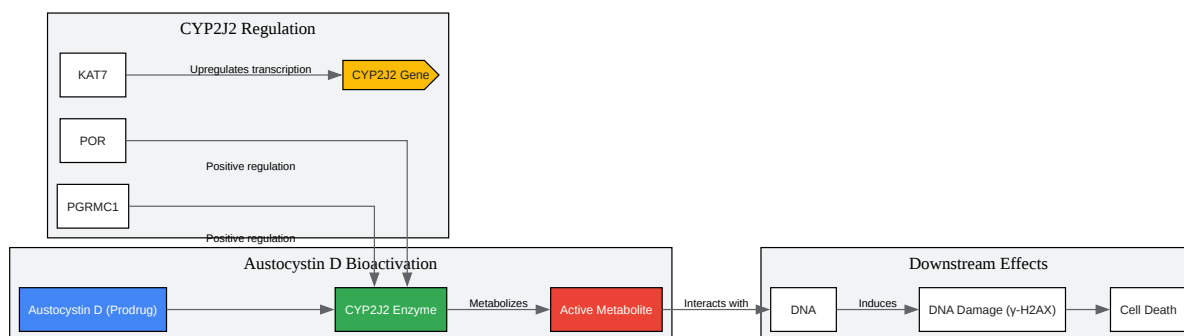 CYP2J2 Regulation
KAT7
Upregulates transcription
CYP2J2 Gene
POR
Positive regulation
PGRMC1
Positive regulation
Austocystin D Bioactivation
Austocystin D (Prodrug)
CYP2J2 Enzyme
Metabolizes
Active Metabolite
Interacts with
Downstream Effects
DNA
Induces
DNA Damage (γ-H2AX)
Cell Death